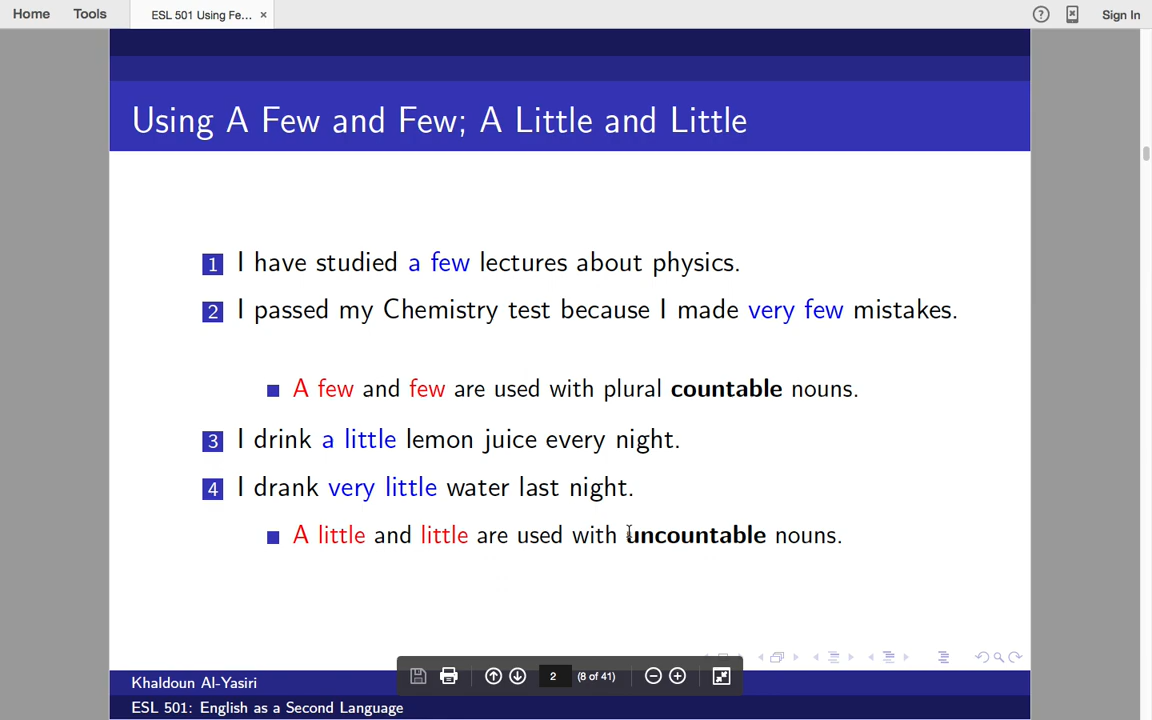 Home Tools ESL 501 Using Fe... × ? Sign In
Using A Few and Few; A Little and Little
1 I have studied a few lectures about physics.
2 I passed my Chemistry test because I made very few mistakes.
A few and few are used with plural countable nouns.
3 I drink a little lemon juice every night.
4 I drank very little water last night.
A little and little are used with uncountable nouns.
2 (8 of 41)
Khaldoun Al-Yasiri
ESL 501: English as a Second Language